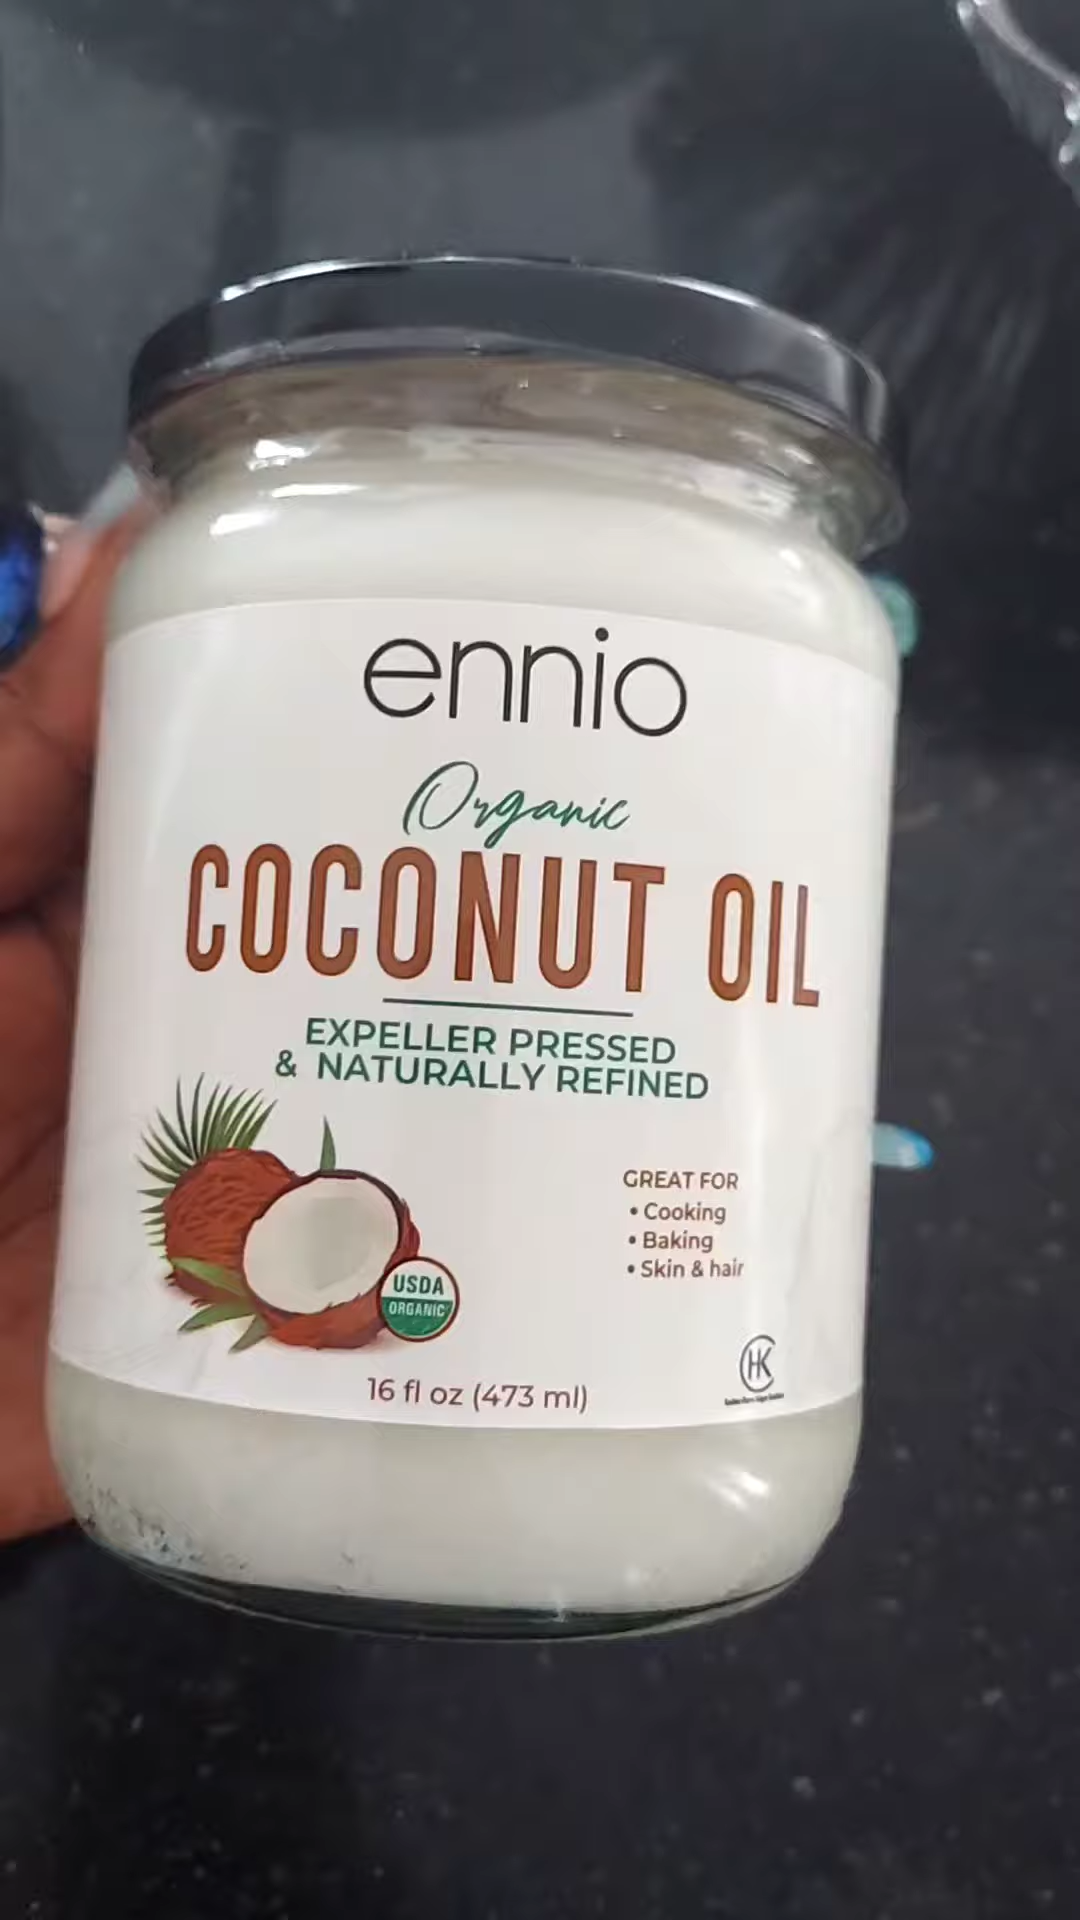 ennio
Organic
COCONUT OIL
EXPELLER PRESSED
& NATURALLY REFINED
GREAT FOR
• Cooking
• Baking
• Skin & hair
USDA
ORGANIC
HK
16 fl oz (473 ml)